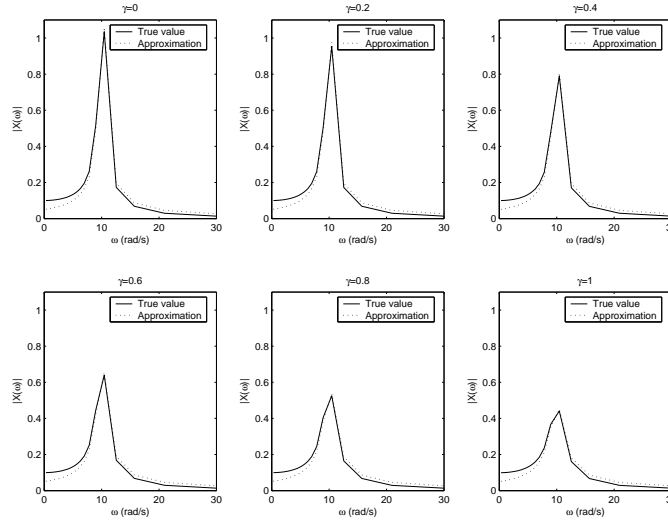 γ=0
True value
Approximation
1
0.8
0.6
0.4
0.2
0
|X(ω)|
0 10 20 30
ω (rad/s)
γ=0.2
True value
Approximation
1
0.8
0.6
0.4
0.2
0
|X(ω)|
0 10 20 30
ω (rad/s)
γ=0.4
True value
Approximation
1
0.8
0.6
0.4
0.2
0
|X(ω)|
0 10 20 30
ω (rad/s)
γ=0.6
True value
Approximation
1
0.8
0.6
0.4
0.2
0
|X(ω)|
0 10 20 30
ω (rad/s)
γ=0.8
True value
Approximation
1
0.8
0.6
0.4
0.2
0
|X(ω)|
0 10 20 30
ω (rad/s)
γ=1
True value
Approximation
1
0.8
0.6
0.4
0.2
0
|X(ω)|
0 10 20 30
ω (rad/s)